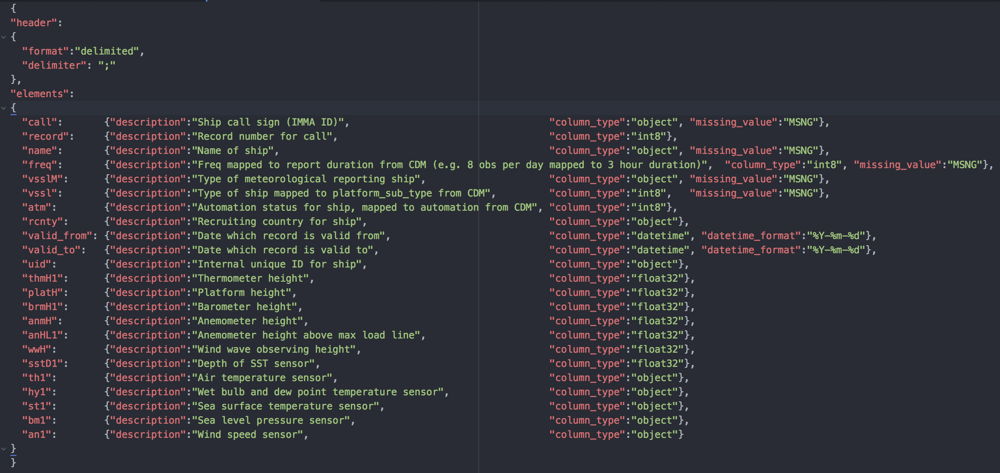 {
"header":
{
  "format":"delimited",
  "delimiter": ";"
},
"elements":
{
  "call":       {"description":"Ship call sign (IMMA ID)",                                  "column_type":"object", "missing_value":"MSNG"},
  "record":     {"description":"Record number for call",                                    "column_type":"int8"},
  "name":       {"description":"Name of ship",                                              "column_type":"object", "missing_value":"MSNG"},
  "freq":       {"description":"Freq mapped to report duration from CDM (e.g. 8 obs per day mapped to 3 hour duration)",  "column_type":"int8", "missing_value":"MSNG"},
  "vsslM":      {"description":"Type of meteorological reporting ship",                     "column_type":"object", "missing_value":"MSNG"},
  "vssl":       {"description":"Type of ship mapped to platform_sub_type from CDM",         "column_type":"int8",   "missing_value":"MSNG"},
  "atm":        {"description":"Automation status for ship, mapped to automation from CDM", "column_type":"int8"},
  "rcnty":      {"description":"Recruiting country for ship",                               "column_type":"object"},
  "valid_from": {"description":"Date which record is valid from",                           "column_type":"datetime", "datetime_format":"%Y-%m-%d"},
  "valid_to":   {"description":"Date which record is valid to",                             "column_type":"datetime", "datetime_format":"%Y-%m-%d"},
  "uid":        {"description":"Internal unique ID for ship",                               "column_type":"object"},
  "thmH1":      {"description":"Thermometer height",                                        "column_type":"float32"},
  "platH":      {"description":"Platform height",                                           "column_type":"float32"},
  "brmH1":      {"description":"Barometer height",                                          "column_type":"float32"},
  "anmH":       {"description":"Anemometer height",                                         "column_type":"float32"},
  "anHL1":      {"description":"Anemometer height above max load line",                     "column_type":"float32"},
  "wwH":        {"description":"Wind wave observing height",                                "column_type":"float32"},
  "sstD1":      {"description":"Depth of SST sensor",                                       "column_type":"float32"},
  "th1":        {"description":"Air temperature sensor",                                    "column_type":"object"},
  "hy1":        {"description":"Wet bulb and dew point temperature sensor",                 "column_type":"object"},
  "st1":        {"description":"Sea surface temperature sensor",                            "column_type":"object"},
  "bm1":        {"description":"Sea level pressure sensor",                                 "column_type":"object"},
  "an1":        {"description":"Wind speed sensor",                                         "column_type":"object"}
}
}